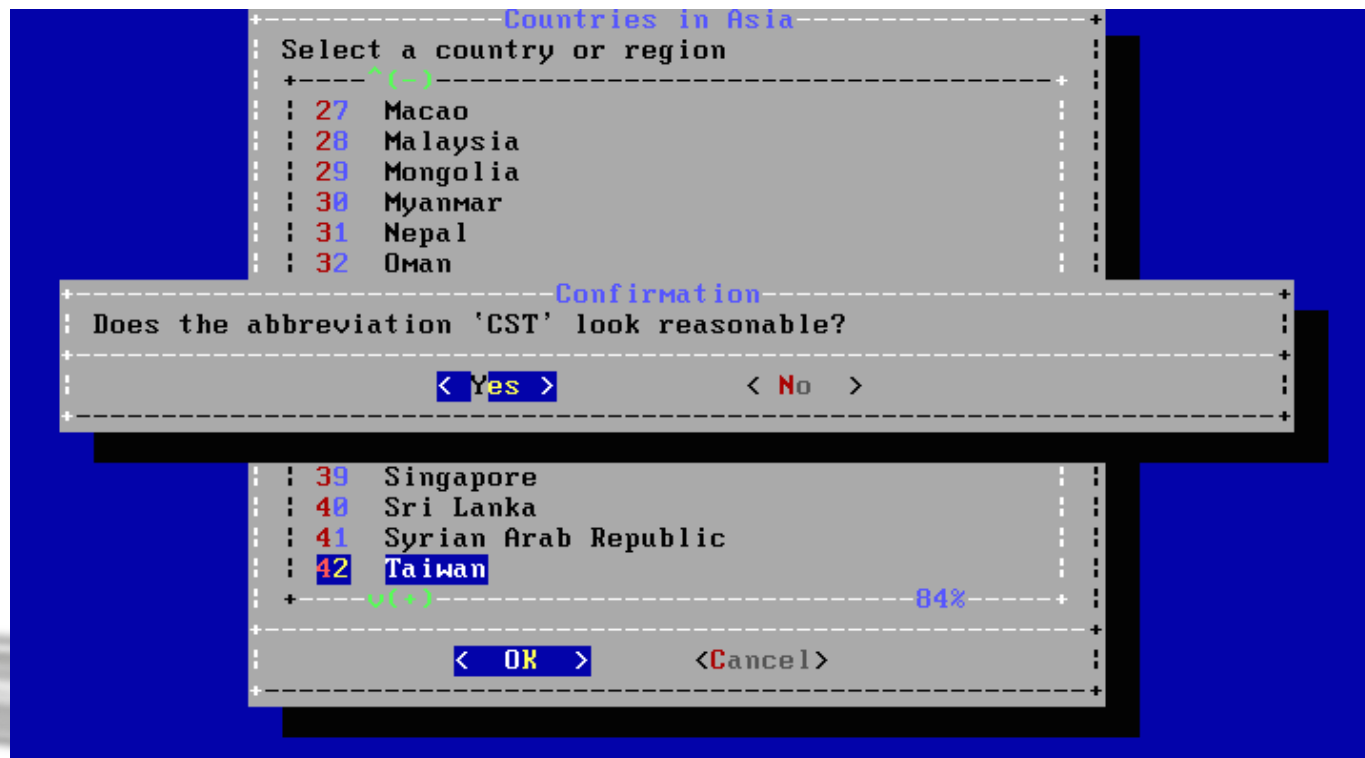 Countries in Asia
Select a country or region
^(-)
27 Macao
28 Malaysia
29 Mongolia
30 Myanmar
31 Nepal
32 Oman
Confirmation
Does the abbreviation 'CST' look reasonable?
< Yes > < No >
39 Singapore
40 Sri Lanka
41 Syrian Arab Republic
42 Taiwan
v(+) 84%
< OK > <Cancel>